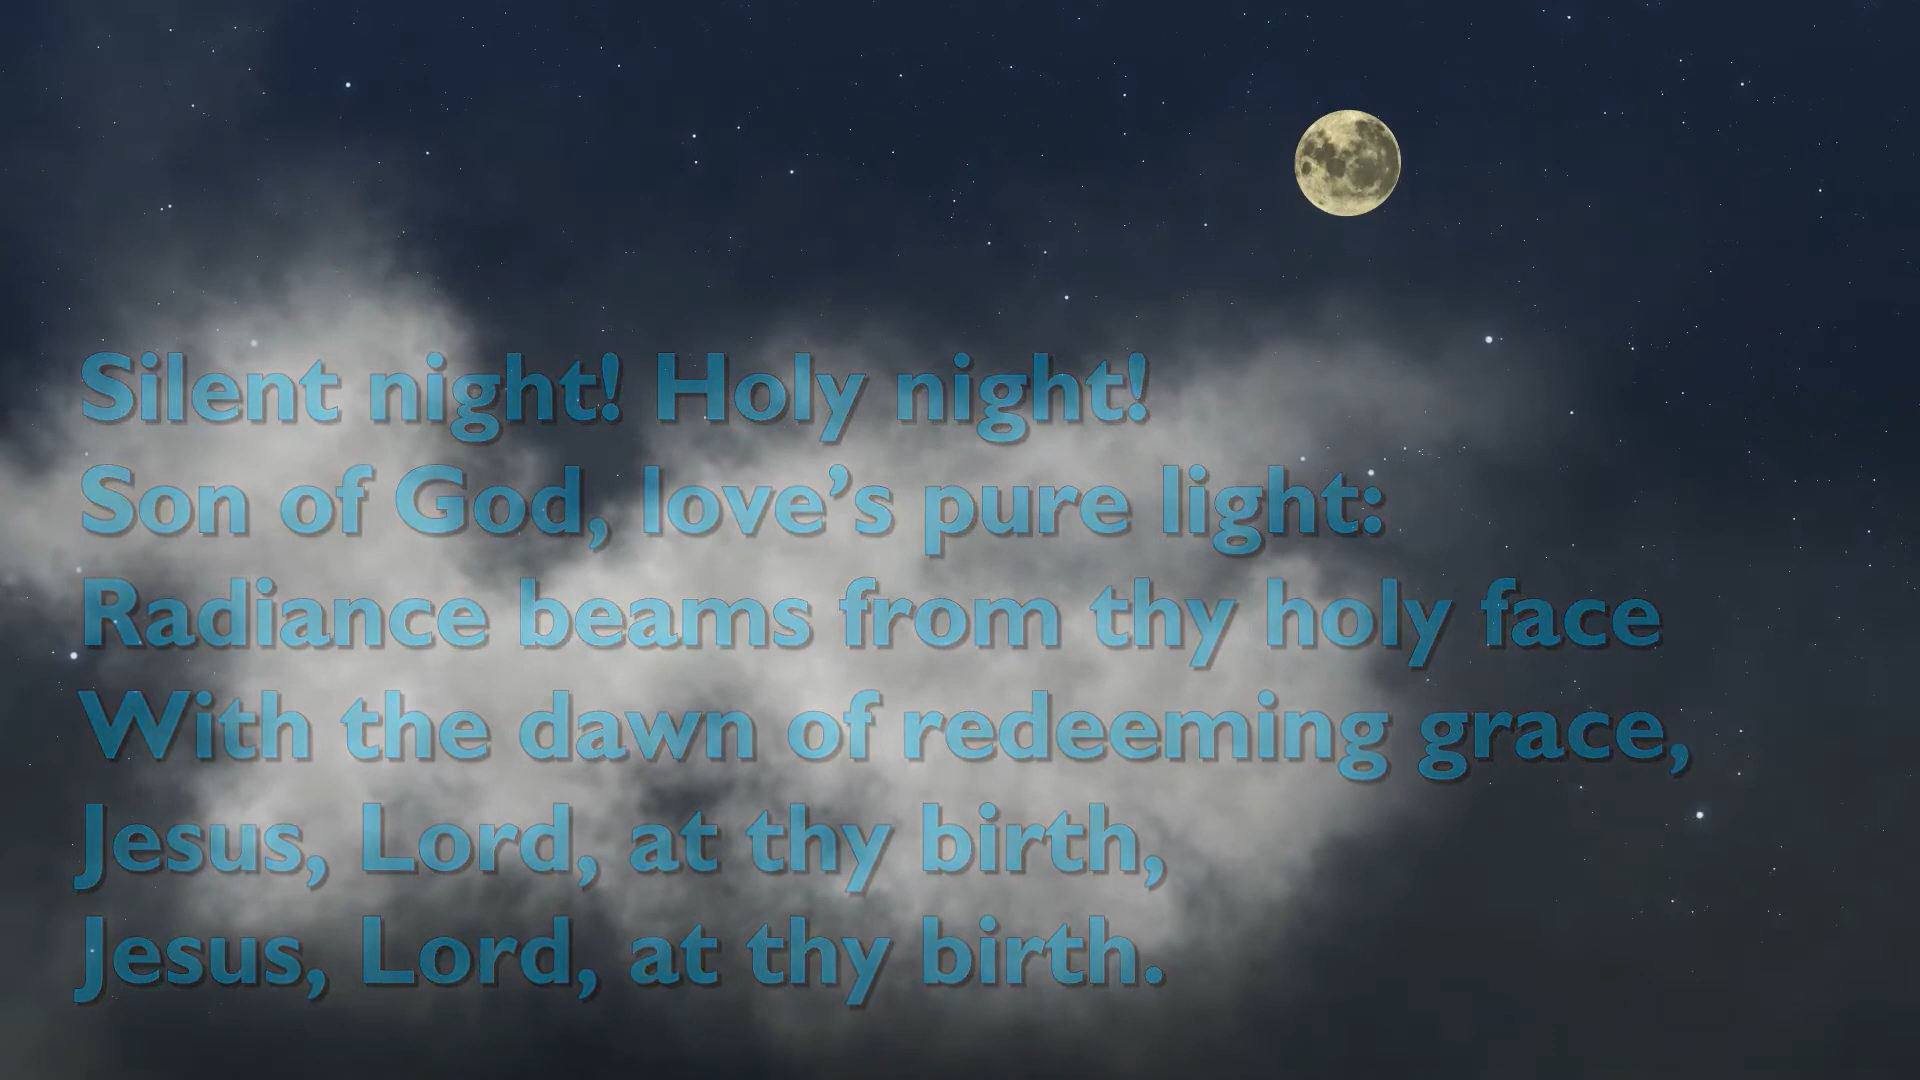 Silent night! Holy night!
Son of God, love’s pure light:
Radiance beams from thy holy face
With the dawn of redeeming grace,
Jesus, Lord, at thy birth,
Jesus, Lord, at thy birth.